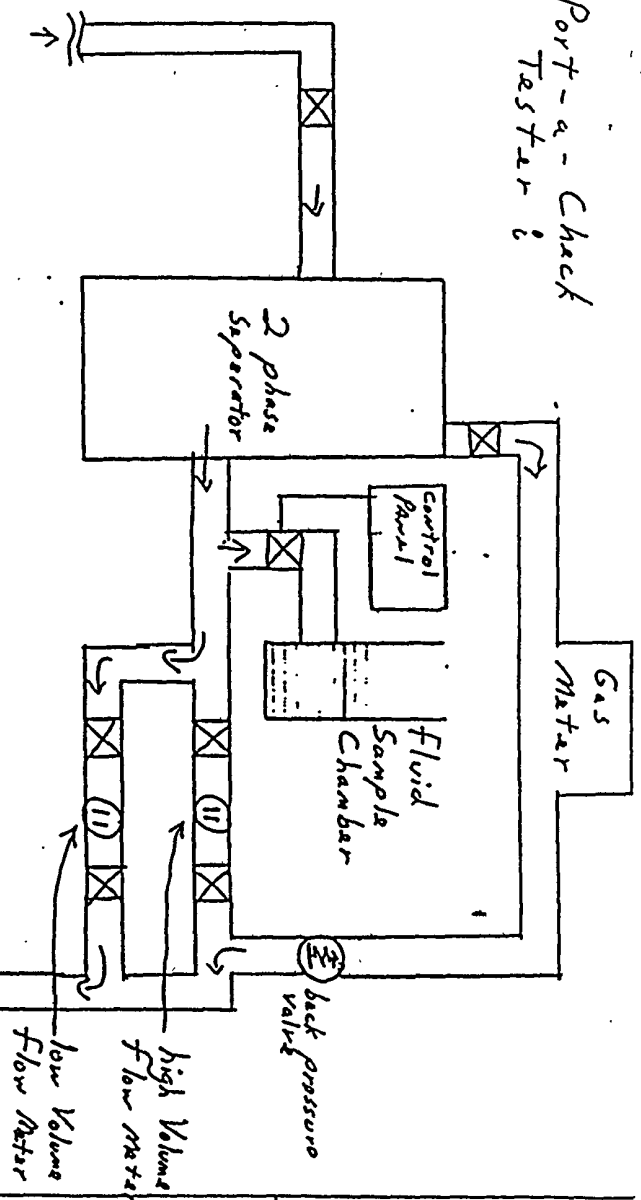 Port-a-Check
Tester:
2 phase
Separator
Control
Panel
Gas
Meter
Fluid
Sample
Chamber
back pressure
valve
high Volume
flow Mete
low Volume
flow Meter